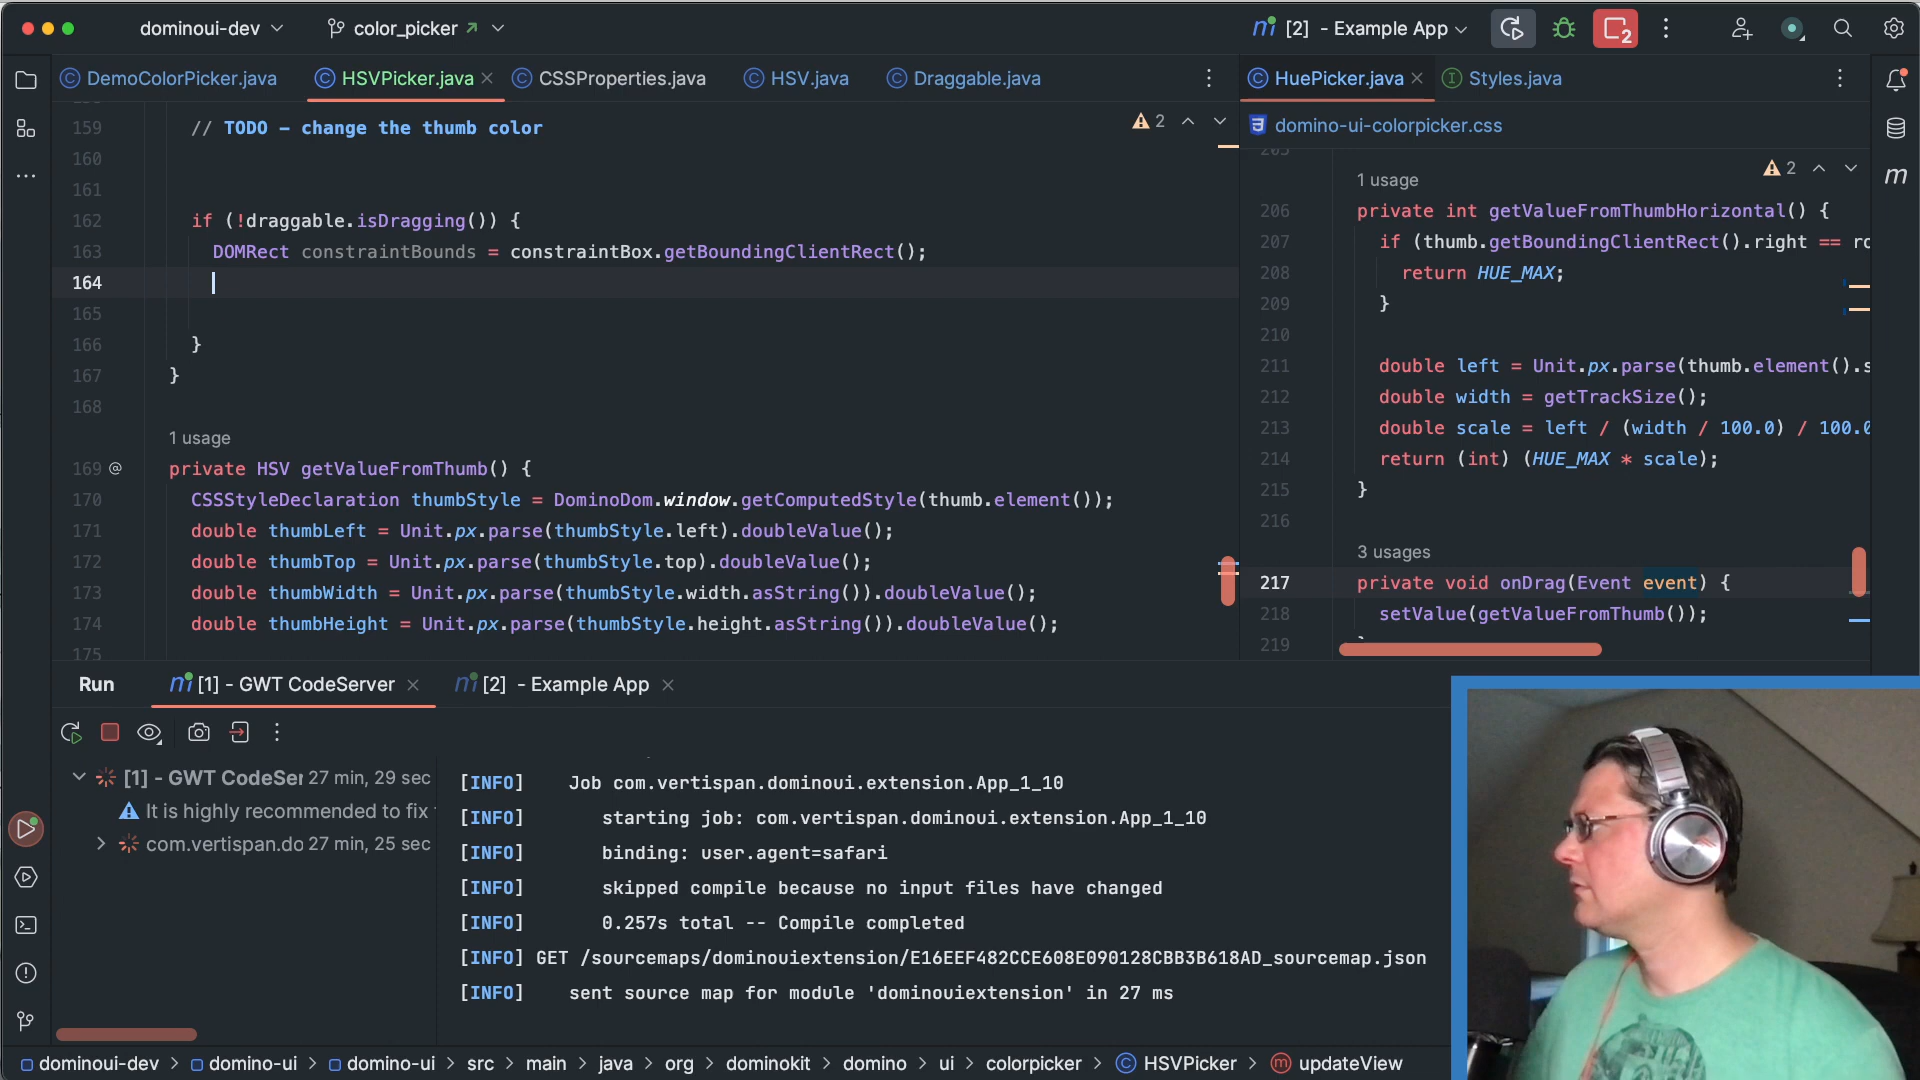 dominoui-dev
color_picker
[2] - Example App
2
DemoColorPicker.java
HSVPicker.java
CSSProperties.java
HSV.java
Draggable.java
HuePicker.java
Styles.java
domino-ui-colorpicker.css
2
159 // TODO – change the thumb color
160
161
162 if (!draggable.isDragging()) {
163 DOMRect constraintBounds = constraintBox.getBoundingClientRect();
164
165
166 }
167 }
168
1 usage
169 @ private HSV getValueFromThumb() {
170 CSSStyleDeclaration thumbStyle = DominoDom.window.getComputedStyle(thumb.element());
171 double thumbLeft = Unit.px.parse(thumbStyle.left).doubleValue();
172 double thumbTop = Unit.px.parse(thumbStyle.top).doubleValue();
173 double thumbWidth = Unit.px.parse(thumbStyle.width.asString()).doubleValue();
174 double thumbHeight = Unit.px.parse(thumbStyle.height.asString()).doubleValue();
175
205
2
1 usage
206 private int getValueFromThumbHorizontal() {
207 if (thumb.getBoundingClientRect().right == ro
208 return HUE_MAX;
209 }
210
211 double left = Unit.px.parse(thumb.element().s
212 double width = getTrackSize();
213 double scale = left / (width / 100.0) / 100.0
214 return (int) (HUE_MAX * scale);
215 }
216
3 usages
217 private void onDrag(Event event) {
218 setValue(getValueFromThumb());
219
m
Run
[1] - GWT CodeServer
[2] - Example App
[1] - GWT CodeSer 27 min, 29 sec
It is highly recommended to fix
com.vertispan.do 27 min, 25 sec
[INFO] Job com.vertispan.dominoui.extension.App_1_10
[INFO] starting job: com.vertispan.dominoui.extension.App_1_10
[INFO] binding: user.agent=safari
[INFO] skipped compile because no input files have changed
[INFO] 0.257s total -- Compile completed
[INFO] GET /sourcemaps/dominouiextension/E16EEF482CCE608E090128CBB3B618AD_sourcemap.json
[INFO] sent source map for module 'dominouiextension' in 27 ms
dominoui-dev > domino-ui > domino-ui > src > main > java > org > dominokit > domino > ui > colorpicker > HSVPicker > updateView